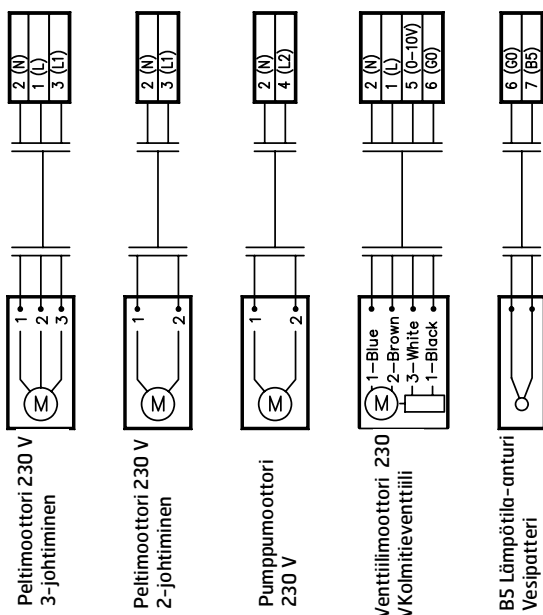 2 (N)
1 (L)
3 (L1)
1
2
3
M
Peltimoottori 230 V
3-johtiminen
2 (N)
3 (L1)
1
2
M
Peltimoottori 230 V
2-johtiminen
2 (N)
4 (L2)
1
2
M
Pumppumoottori
230 V
2 (N)
1 (L)
5 (0-10V)
6 (G0)
1-Blue
2-Brown
3-White
1-Black
M
Venttiilimoottori 230
VKolmitieventtiili
6 (G0)
7 (B5)
B5 Lämpötila-anturi
Vesipatteri